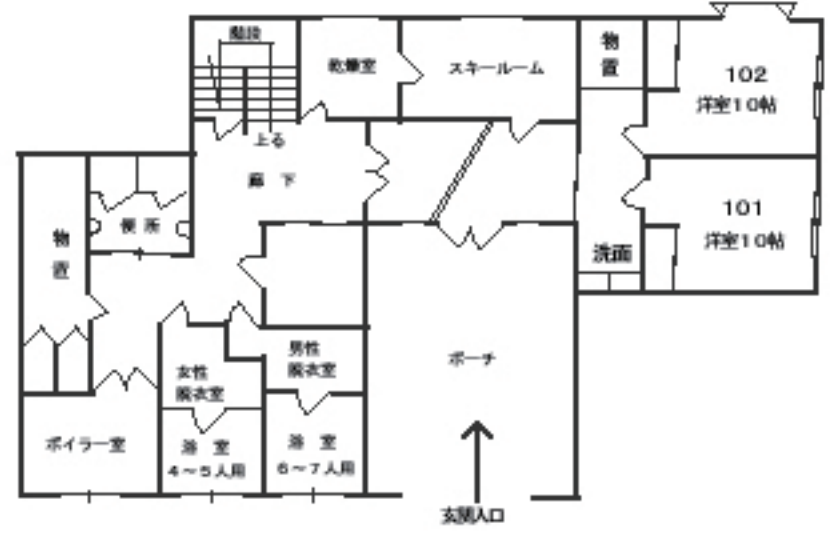 階段
乾燥室
スキールーム
物
置
102
洋室10帖
上る
廊 下
101
洋室10帖
便 所
物
置
洗面
男性
脱衣室
女性
脱衣室
ポーチ
ボイラー室
浴 室
4〜5人用
浴 室
6〜7人用
玄関入口